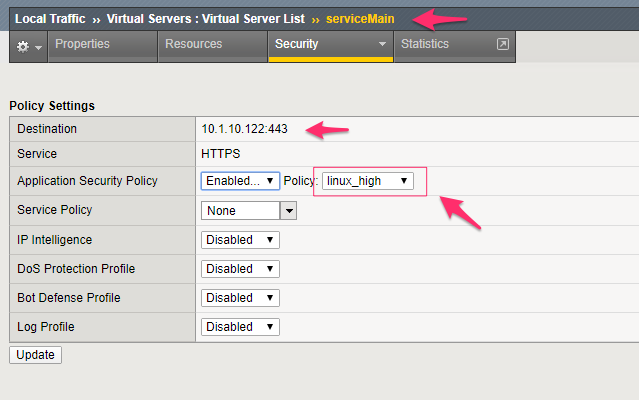 Local Traffic ›› Virtual Servers : Virtual Server List ›› serviceMain
Properties Resources Security Statistics
Policy Settings
Destination 10.1.10.122:443
Service HTTPS
Application Security Policy Enabled... Policy: linux_high
Service Policy None
IP Intelligence Disabled
DoS Protection Profile Disabled
Bot Defense Profile Disabled
Log Profile Disabled
Update